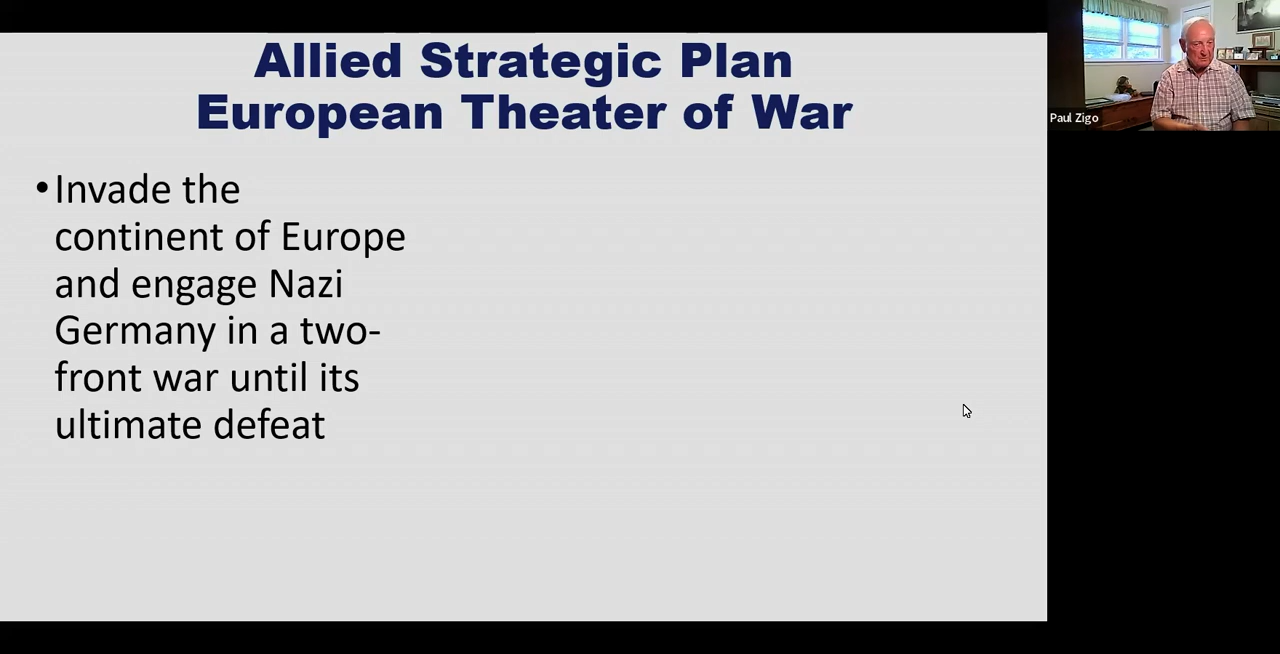 Allied Strategic Plan
European Theater of War
•Invade the
continent of Europe
and engage Nazi
Germany in a two-
front war until its
ultimate defeat
Paul Zigo